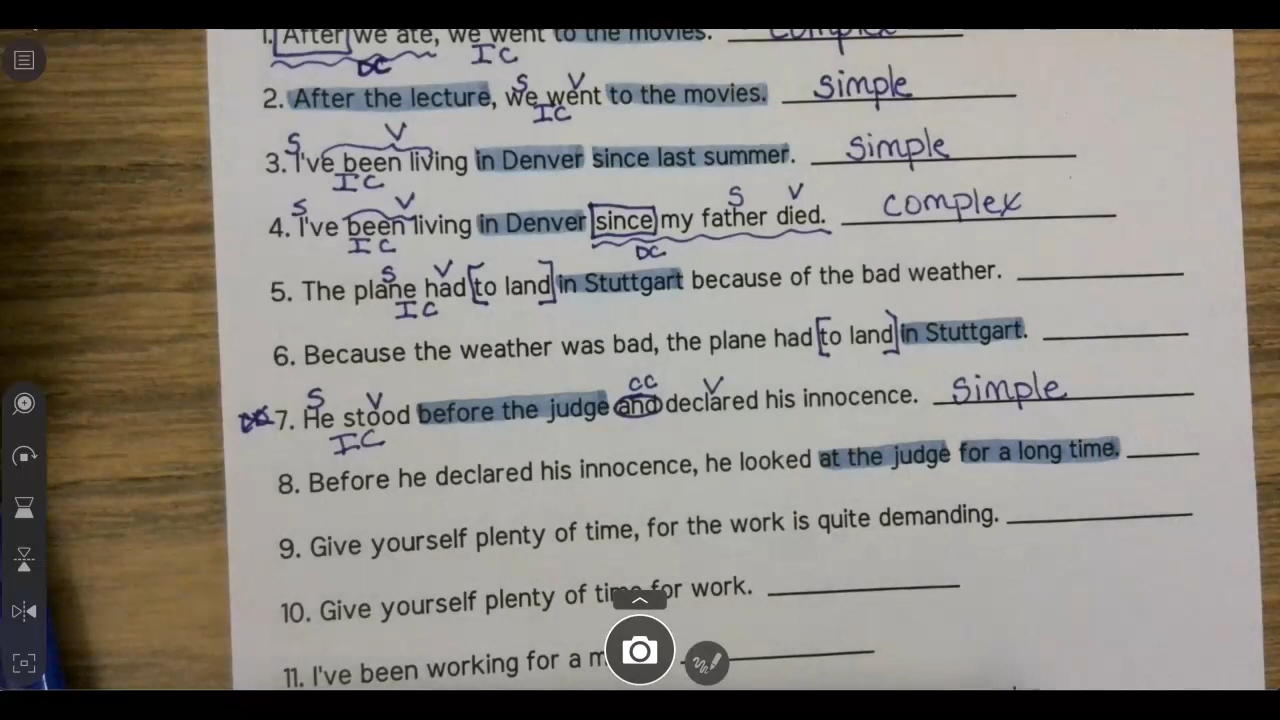 1. After we ate, we went to the movies. complex
DC IC
S V
2. After the lecture, we went to the movies. simple
IC
S V
3. I've been living in Denver since last summer. simple
IC
S V S V
4. I've been living in Denver since my father died. complex
IC DC
S V
5. The plane had [to land] in Stuttgart because of the bad weather.
IC
6. Because the weather was bad, the plane had [to land] in Stuttgart.
S V CC V
7. He stood before the judge and declared his innocence. simple
IC
8. Before he declared his innocence, he looked at the judge for a long time.
9. Give yourself plenty of time, for the work is quite demanding.
10. Give yourself plenty of time for work.
11. I've been working for a